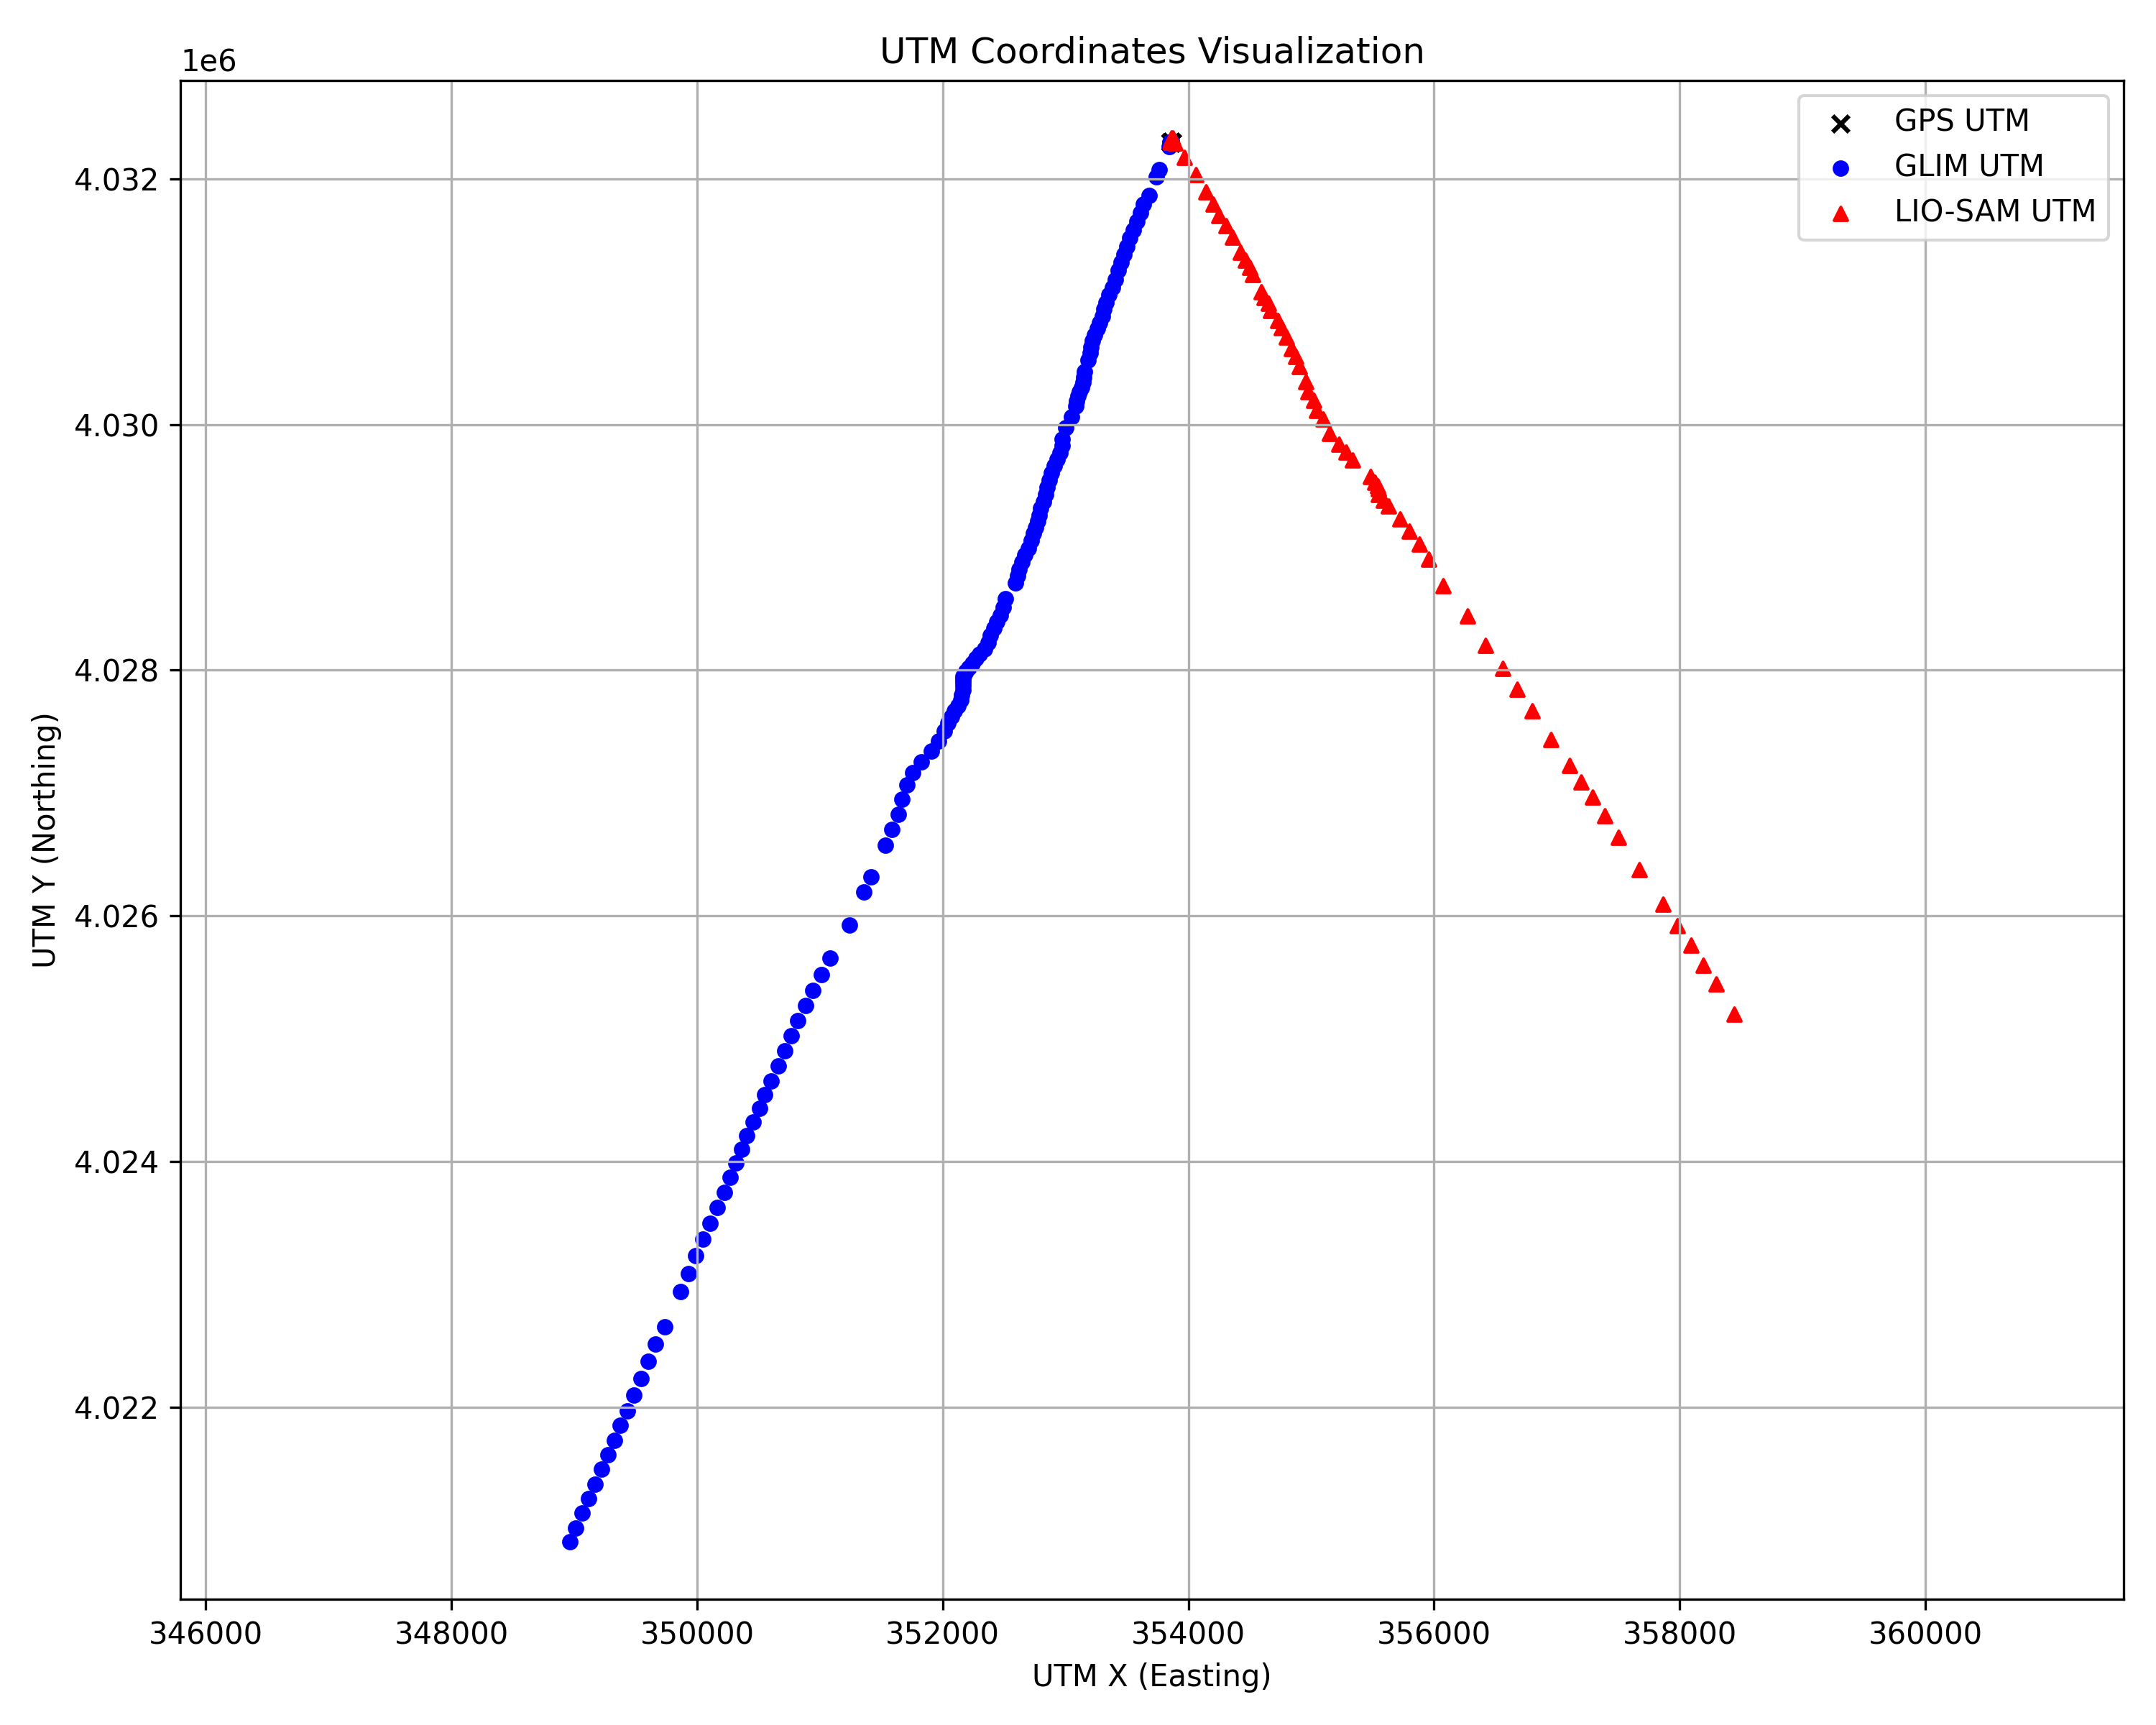 UTM Coordinates Visualization
1e6
GPS UTM
GLIM UTM
LIO-SAM UTM
4.032
4.030
4.028
4.026
4.024
4.022
UTM Y (Northing)
346000 348000 350000 352000 354000 356000 358000 360000
UTM X (Easting)